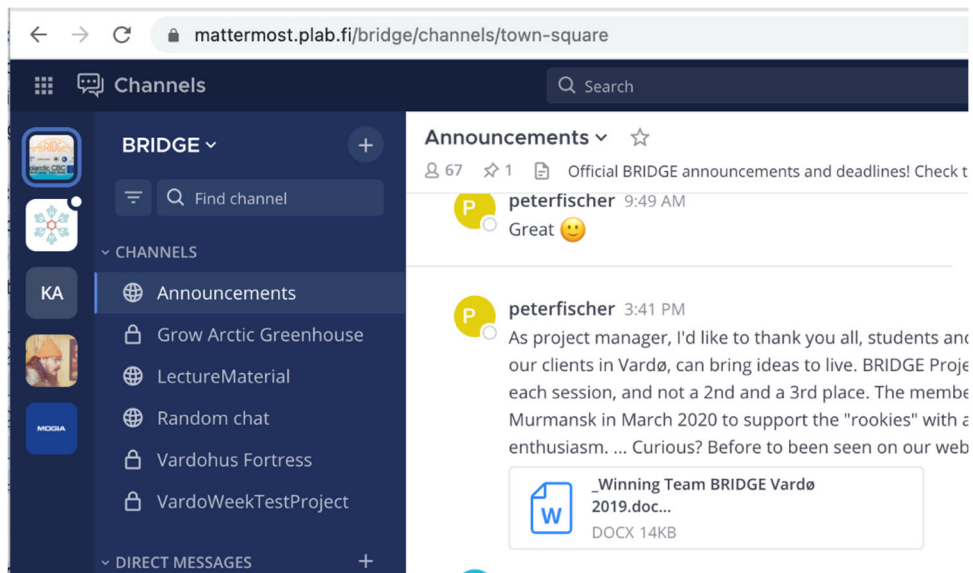 mattermost.plab.fi/bridge/channels/town-square
Channels
Search
BRIDGE
Find channel
CHANNELS
Announcements
Grow Arctic Greenhouse
LectureMaterial
Random chat
Vardohus Fortress
VardoWeekTestProject
DIRECT MESSAGES
BRIDGE
KA
MOGIA
Announcements
67 1 Official BRIDGE announcements and deadlines! Check t
P peterfischer 9:49 AM
Great 🙂
P peterfischer 3:41 PM
As project manager, I'd like to thank you all, students and
our clients in Vardø, can bring ideas to live. BRIDGE Proje
each session, and not a 2nd and a 3rd place. The membe
Murmansk in March 2020 to support the "rookies" with a
enthusiasm. ... Curious? Before to been seen on our web
W
_Winning Team BRIDGE Vardø
2019.doc...
DOCX 14KB